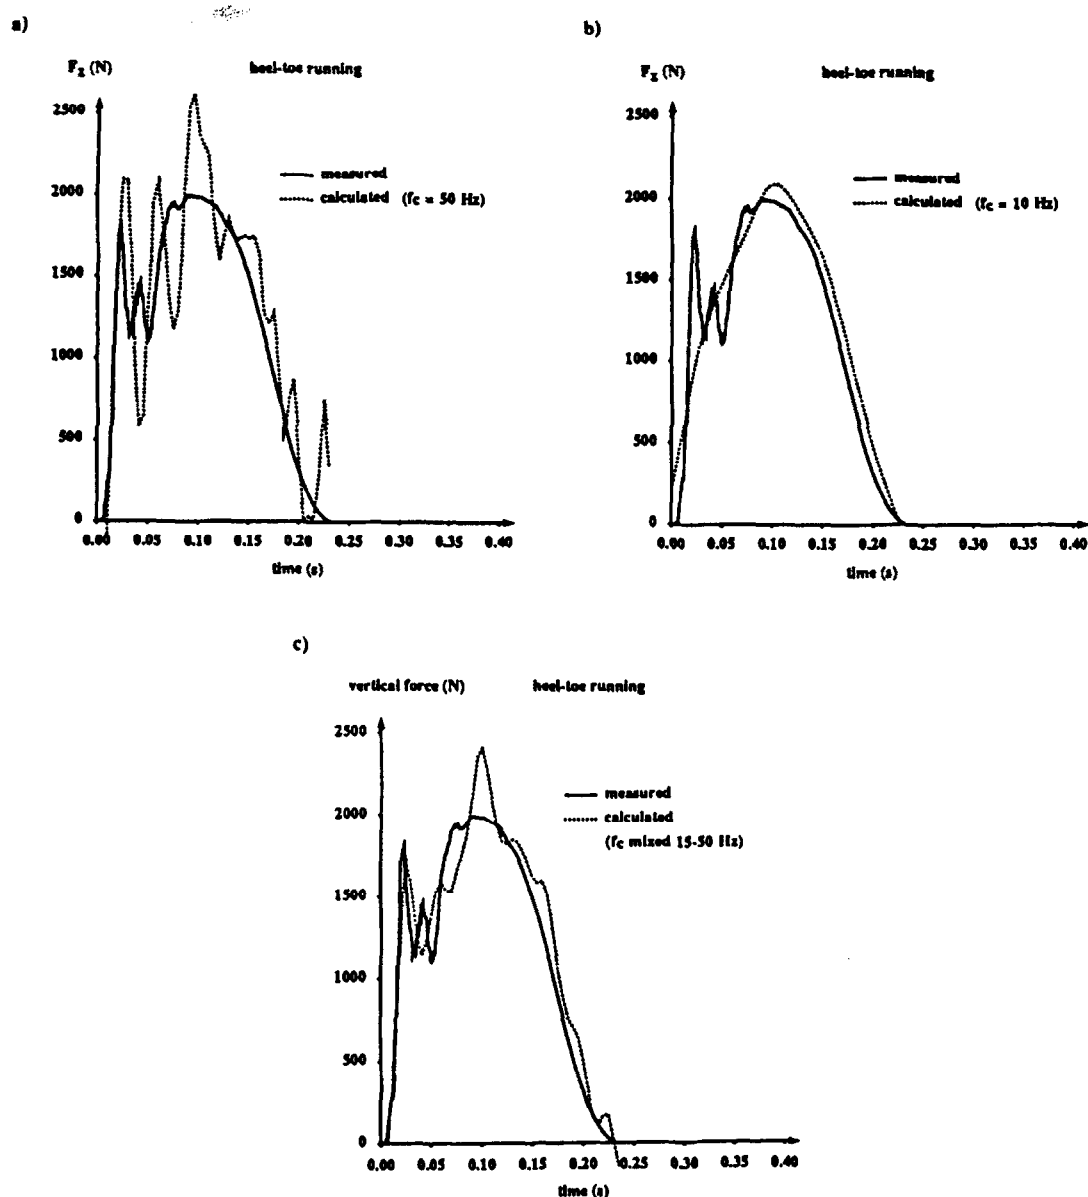 a)
F_z (N)
heel-toe running
2500
2000
1500
1000
500
0
measured
calculated (fc = 50 Hz)
0.00 0.05 0.10 0.15 0.20 0.25 0.30 0.35 0.40
time (s)
b)
F_z (N)
heel-toe running
2500
2000
1500
1000
500
0
measured
calculated (fc = 10 Hz)
0.00 0.05 0.10 0.15 0.20 0.25 0.30 0.35 0.40
time (s)
c)
vertical force (N)
heel-toe running
2500
2000
1500
1000
500
0
measured
calculated
(fc mixed 15-50 Hz)
0.00 0.05 0.10 0.15 0.20 0.25 0.30 0.35 0.40
time (s)